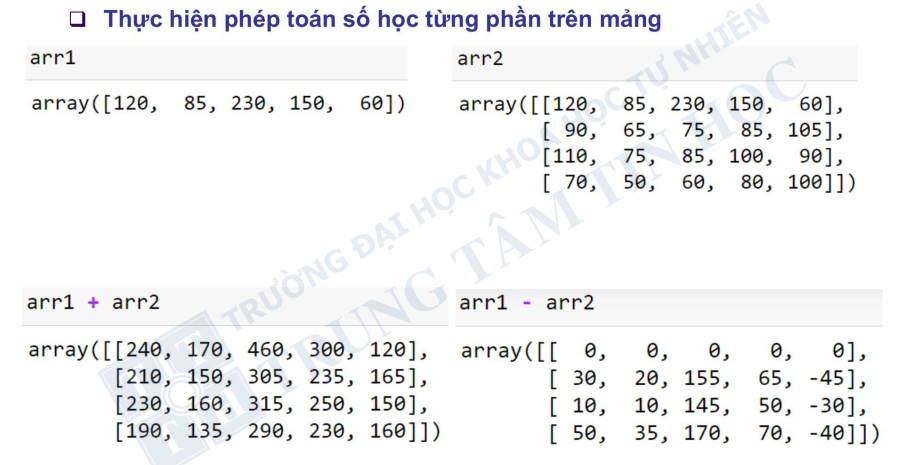 ❑ Thực hiện phép toán số học từng phần trên mảng
arr1
array([120,  85, 230, 150,  60])
arr2
array([[120,  85, 230, 150,  60],
       [ 90,  65,  75,  85, 105],
       [110,  75,  85, 100,  90],
       [ 70,  50,  60,  80, 100]])
arr1 + arr2
array([[240, 170, 460, 300, 120],
       [210, 150, 305, 235, 165],
       [230, 160, 315, 250, 150],
       [190, 135, 290, 230, 160]])
arr1 - arr2
array([[  0,   0,   0,   0,   0],
       [ 30,  20, 155,  65, -45],
       [ 10,  10, 145,  50, -30],
       [ 50,  35, 170,  70, -40]])
TRƯỜNG ĐẠI HỌC KHOA HỌC TỰ NHIÊN
TRUNG TÂM TIN HỌC